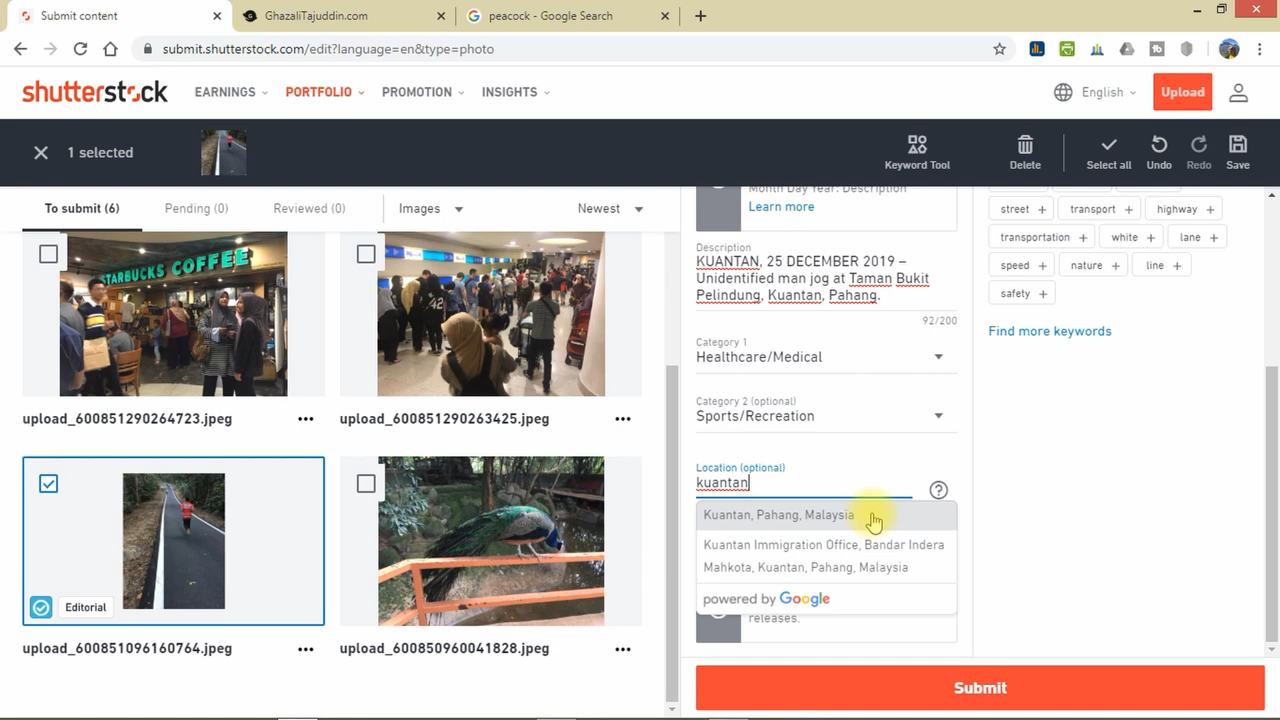 Submit content
GhazaliTajuddin.com
peacock - Google Search
submit.shutterstock.com/edit?language=en&type=photo
shutterstock
EARNINGS
PORTFOLIO
PROMOTION
INSIGHTS
English
Upload
1 selected
Keyword Tool
Delete
Select all
Undo
Redo
Save
To submit (6)
Pending (0)
Reviewed (0)
Images
Newest
STARBUCKS COFFEE
42
upload_600851290264723.jpeg
upload_600851290263425.jpeg
Editorial
upload_600851096160764.jpeg
upload_600850960041828.jpeg
Month Day Year: Description
Learn more
Description
KUANTAN, 25 DECEMBER 2019 –
Unidentified man jog at Taman Bukit
Pelindung, Kuantan, Pahang.
92/200
Category 1
Healthcare/Medical
Category 2 (optional)
Sports/Recreation
Location (optional)
kuantan
Kuantan, Pahang, Malaysia
Kuantan Immigration Office, Bandar Indera
Mahkota, Kuantan, Pahang, Malaysia
powered by Google
releases.
street +
transport +
highway +
transportation +
white +
lane +
speed +
nature +
line +
safety +
Find more keywords
Submit